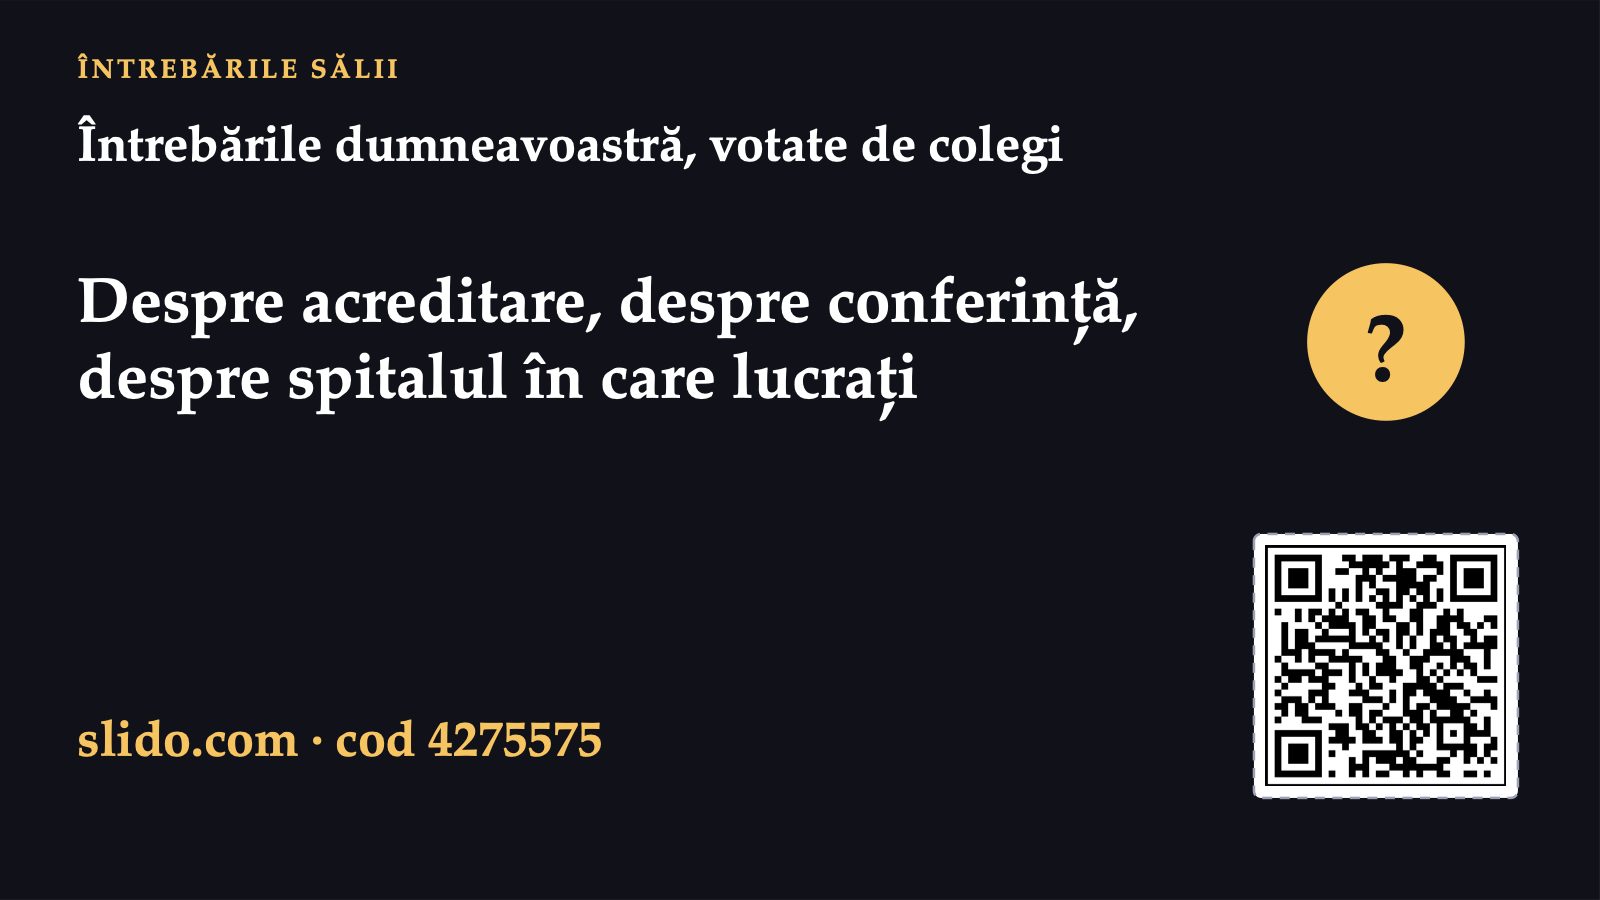 ÎNTREBĂRILE SĂLII
Întrebările dumneavoastră, votate de colegi
Despre acreditare, despre conferință,
despre spitalul în care lucrați
?
slido.com · cod 4275575